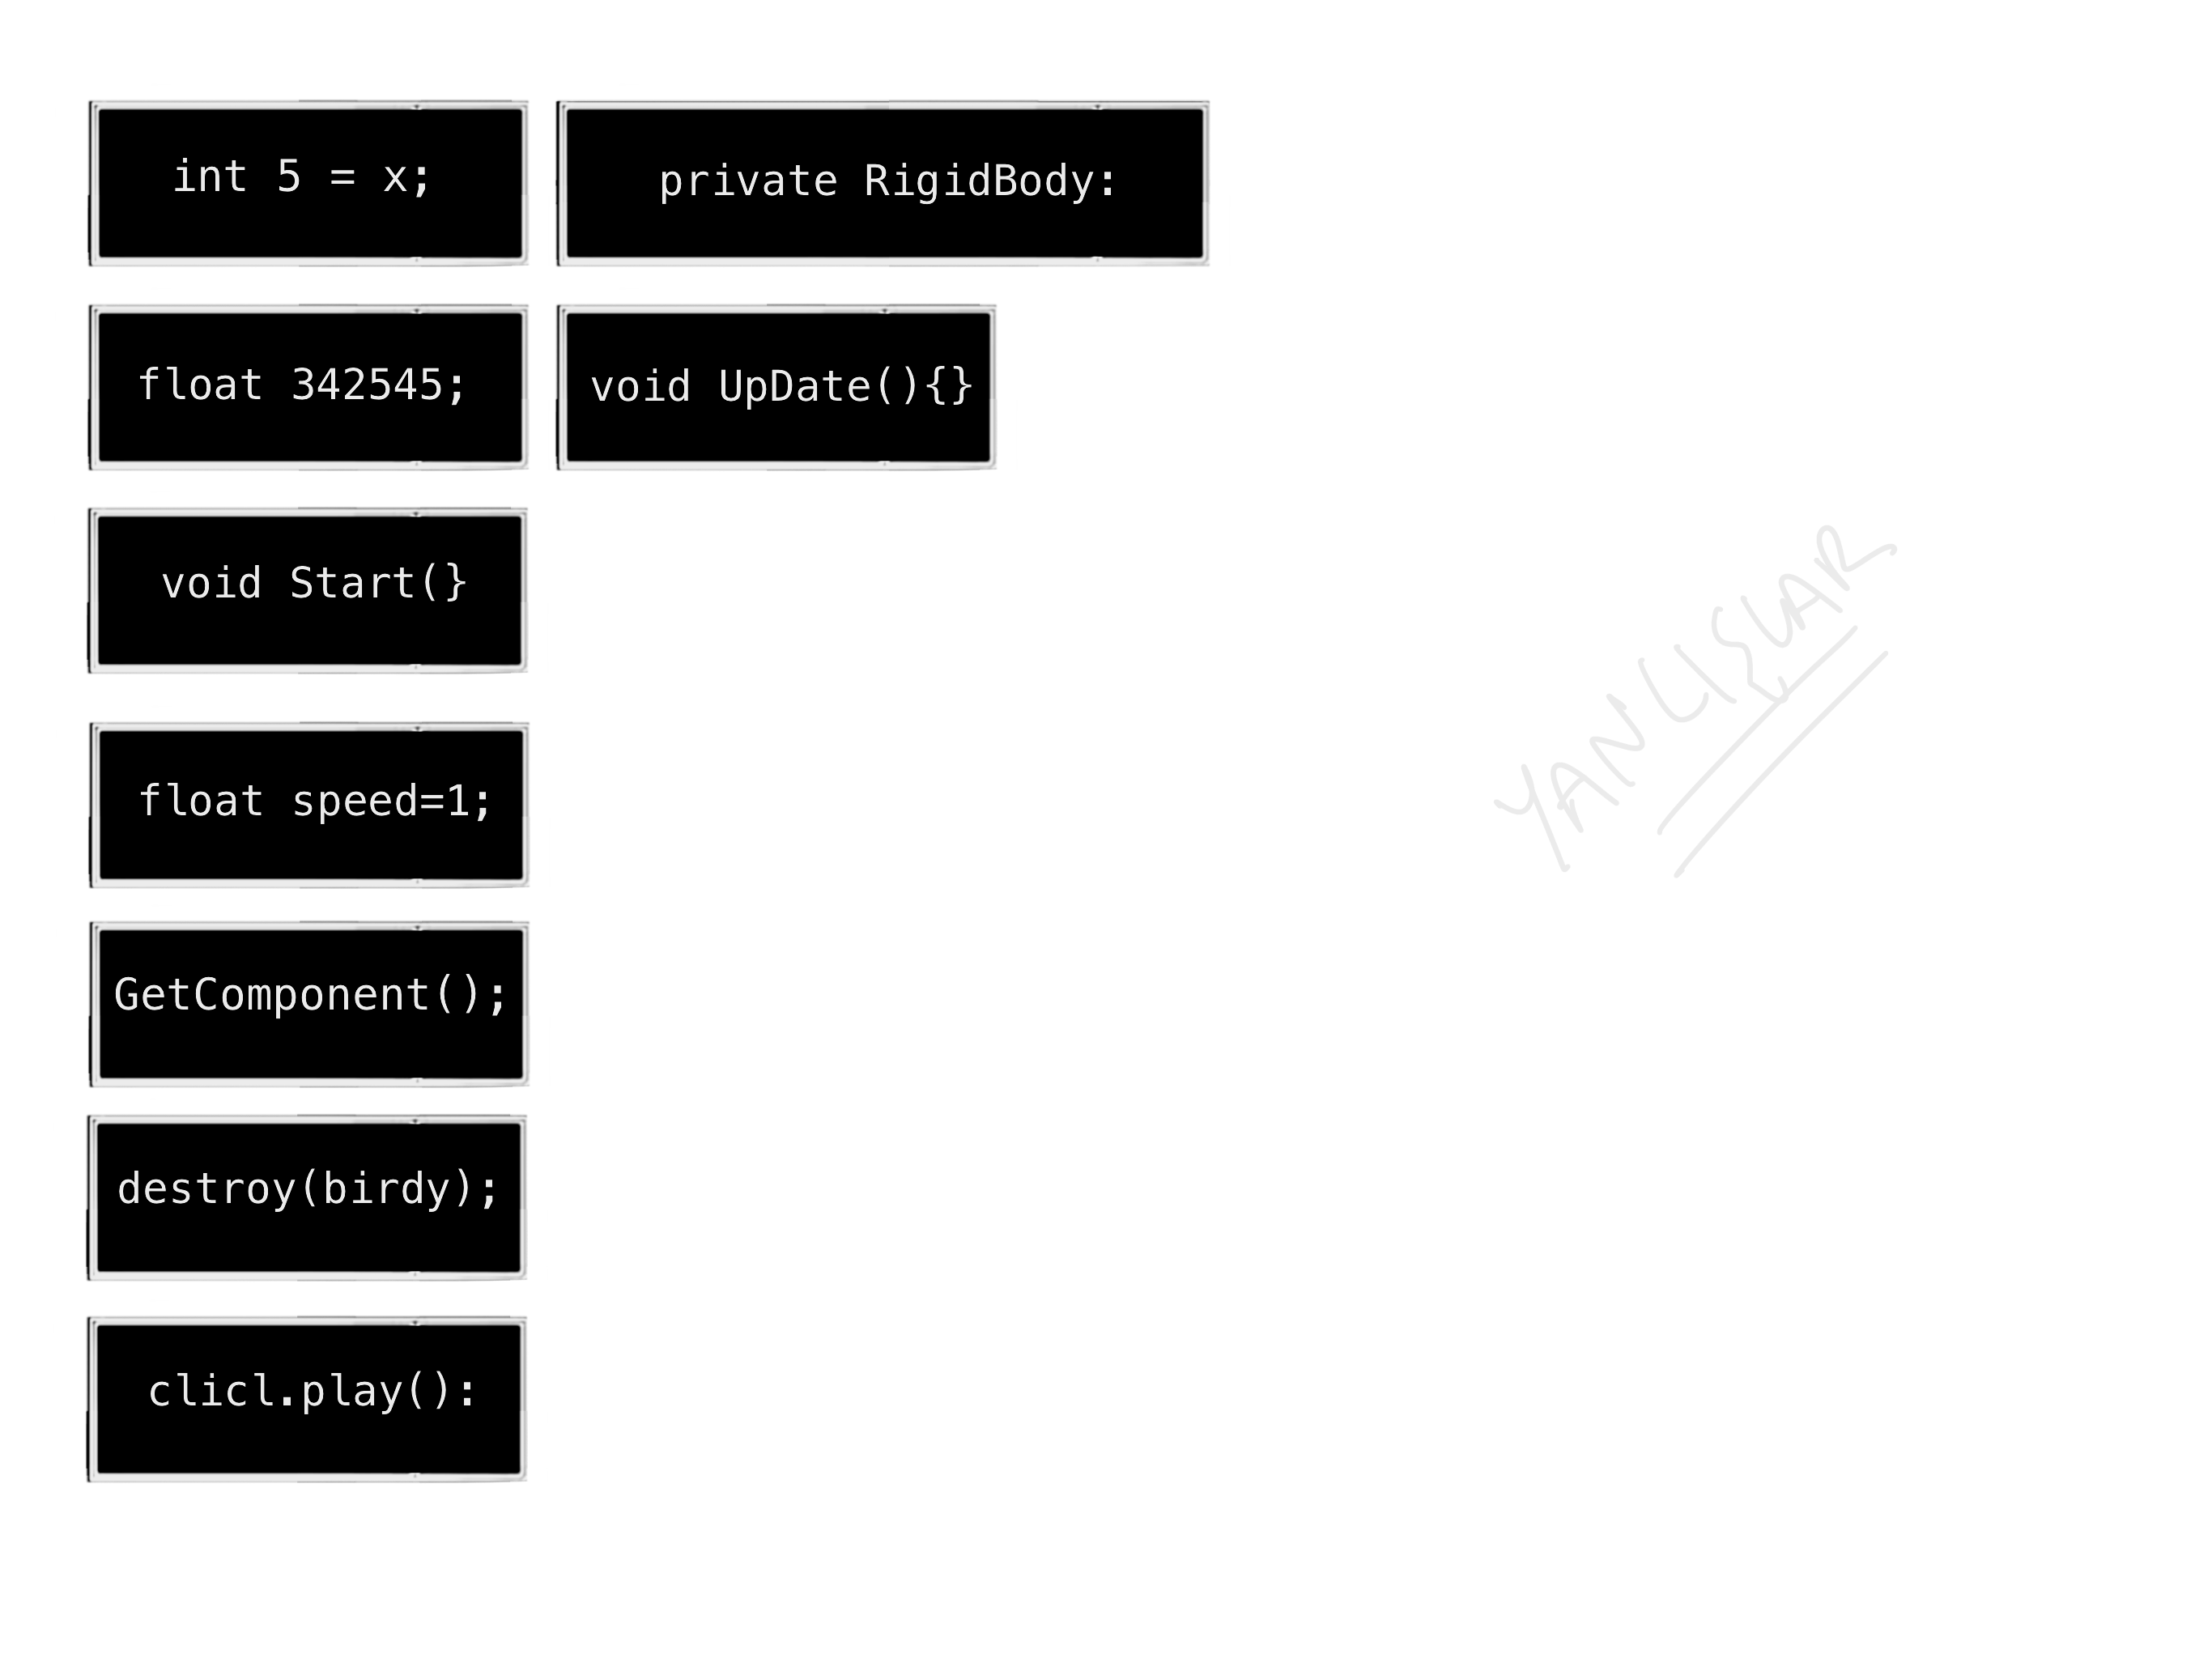 int 5 = x;
private RigidBody:
float 342545;
void UpDate(){}
void Start(}
float speed=1;
GetComponent();
destroy(birdy);
clicl.play():
YANLIŞLAR